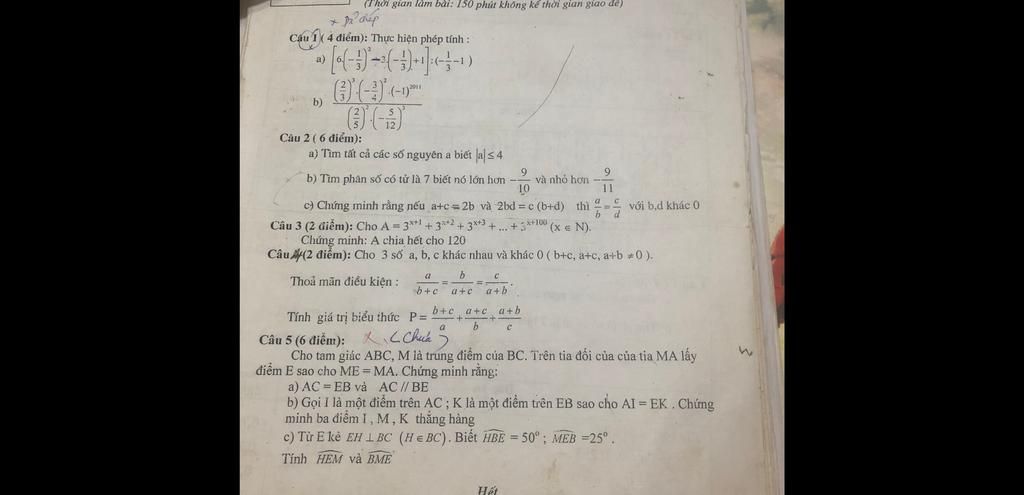 (Thời gian làm bài: 150 phút không kể thời gian giao đề)
Câu 1 ( 4 điểm): Thực hiện phép tính :
a) [6.(-1/3)² - 3.(-1/3)+1]:(-1/3-1 )
b) ((2/3)³.(-3/4)².(-1)²⁰¹¹)/((2/5)².(-5/12)³)
Câu 2 ( 6 điểm):
a) Tìm tất cả các số nguyên a biết |a| ≤ 4
b) Tìm phân số có tử là 7 biết nó lớn hơn -9/10 và nhỏ hơn -9/11
c) Chứng minh rằng nếu a+c = 2b và 2bd = c (b+d) thì a/b = c/d với b,d khác 0
Câu 3 (2 điểm): Cho A = 3ˣ⁺¹ + 3ˣ⁺² + 3ˣ⁺³ + ... + 3ˣ⁺¹⁰⁰ (x ∈ N).
Chứng minh: A chia hết cho 120
Câu 4 (2 điểm): Cho 3 số a, b, c khác nhau và khác 0 ( b+c, a+c, a+b ≠ 0 ).
Thoả mãn điều kiện : a/(b+c) = b/(a+c) = c/(a+b).
Tính giá trị biểu thức P = (b+c)/a + (a+c)/b + (a+b)/c
Câu 5 (6 điểm): x < Chưa >
Cho tam giác ABC, M là trung điểm của BC. Trên tia đối của của tia MA lấy
điểm E sao cho ME = MA. Chứng minh rằng:
a) AC = EB và AC // BE
b) Gọi I là một điểm trên AC ; K là một điểm trên EB sao cho AI = EK . Chứng
minh ba điểm I , M , K thẳng hàng
c) Từ E kẻ EH ⊥ BC (H ∈ BC). Biết HBE = 50° ; MEB =25° .
Tính HEM và BME
Hết